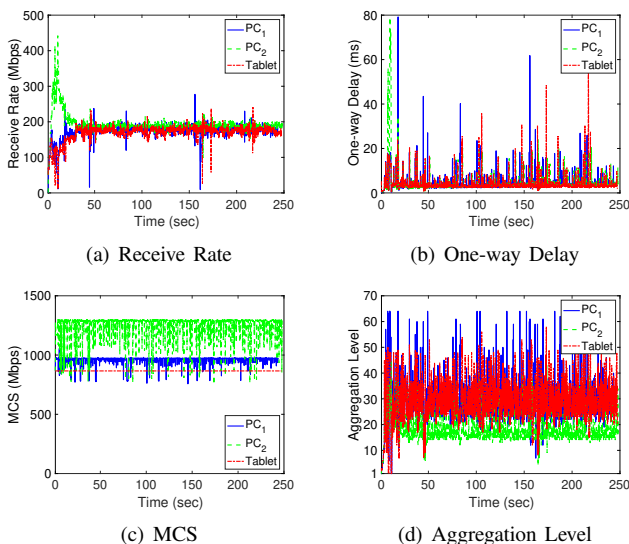 500
400
300
200
100
0
0 50 100 150 200 250
Receive Rate (Mbps)
Time (sec)
PC1
PC2
Tablet
(a) Receive Rate
80
60
40
20
0
0 50 100 150 200 250
One-way Delay (ms)
Time (sec)
PC1
PC2
Tablet
(b) One-way Delay
1500
1000
500
0
0 50 100 150 200 250
MCS (Mbps)
Time (sec)
PC1
PC2
Tablet
(c) MCS
70
60
50
40
30
20
10
1
0 50 100 150 200 250
Aggregation Level
Time (sec)
PC1
PC2
Tablet
(d) Aggregation Level